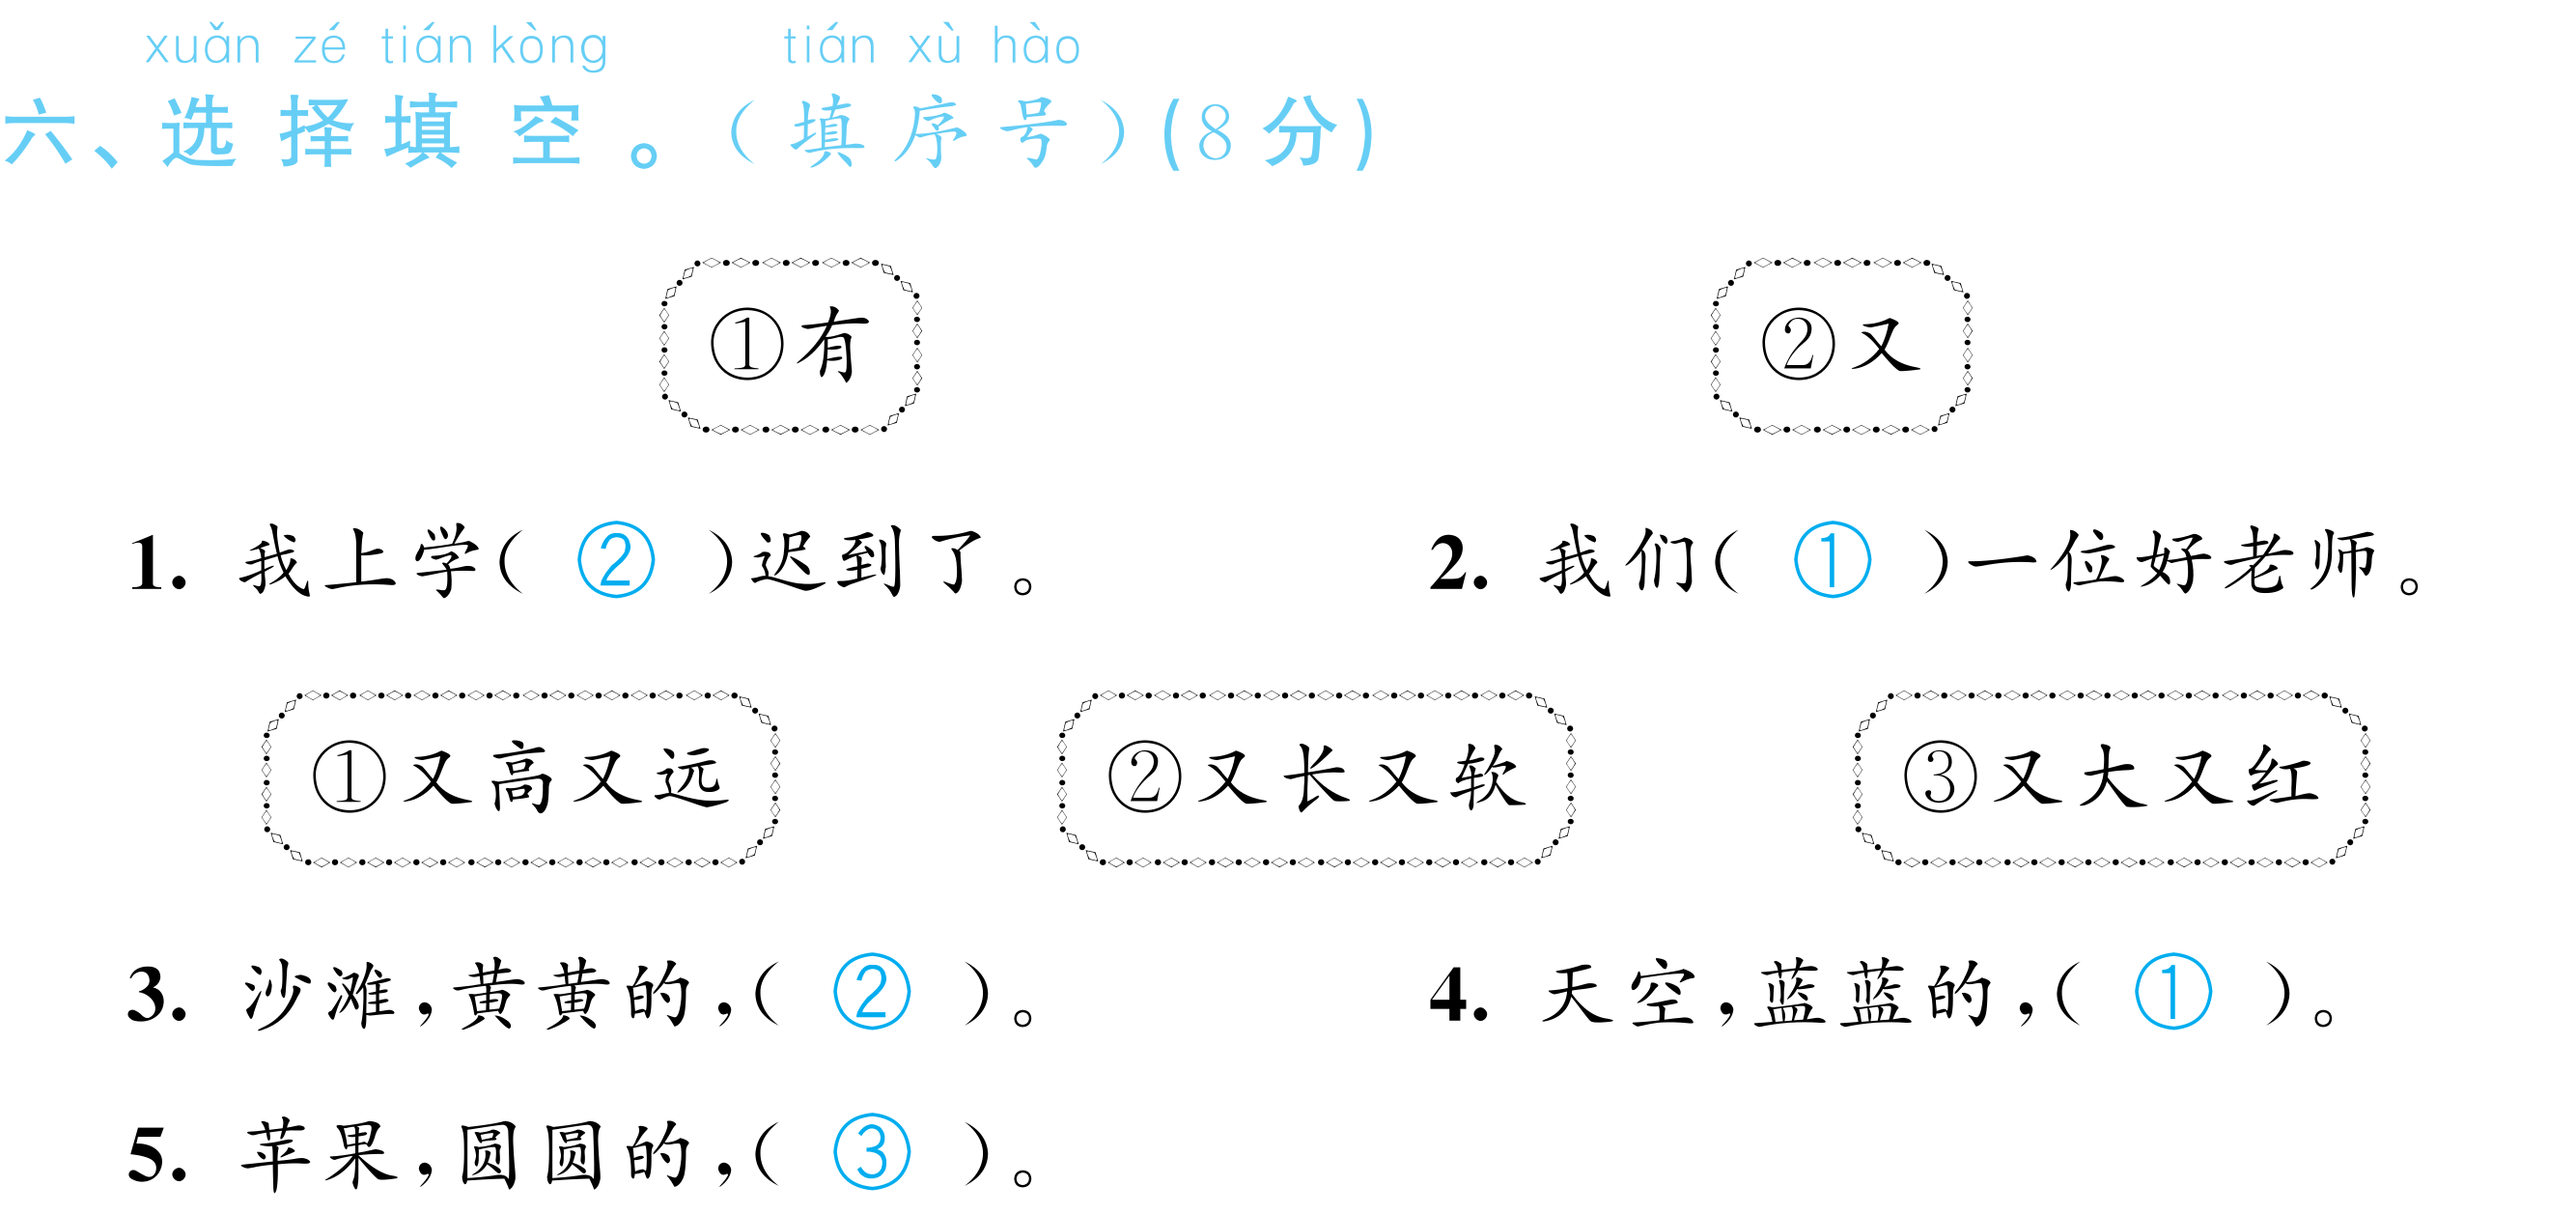 xuǎn zé tián kòng tián xù hào
六、选择填空。（填序号）(8分)
①有 ②又
1. 我上学( ② )迟到了。 2. 我们( ① )一位好老师。
①又高又远 ②又长又软 ③又大又红
3. 沙滩,黄黄的,( ② )。 4. 天空,蓝蓝的,( ① )。
5. 苹果,圆圆的,( ③ )。